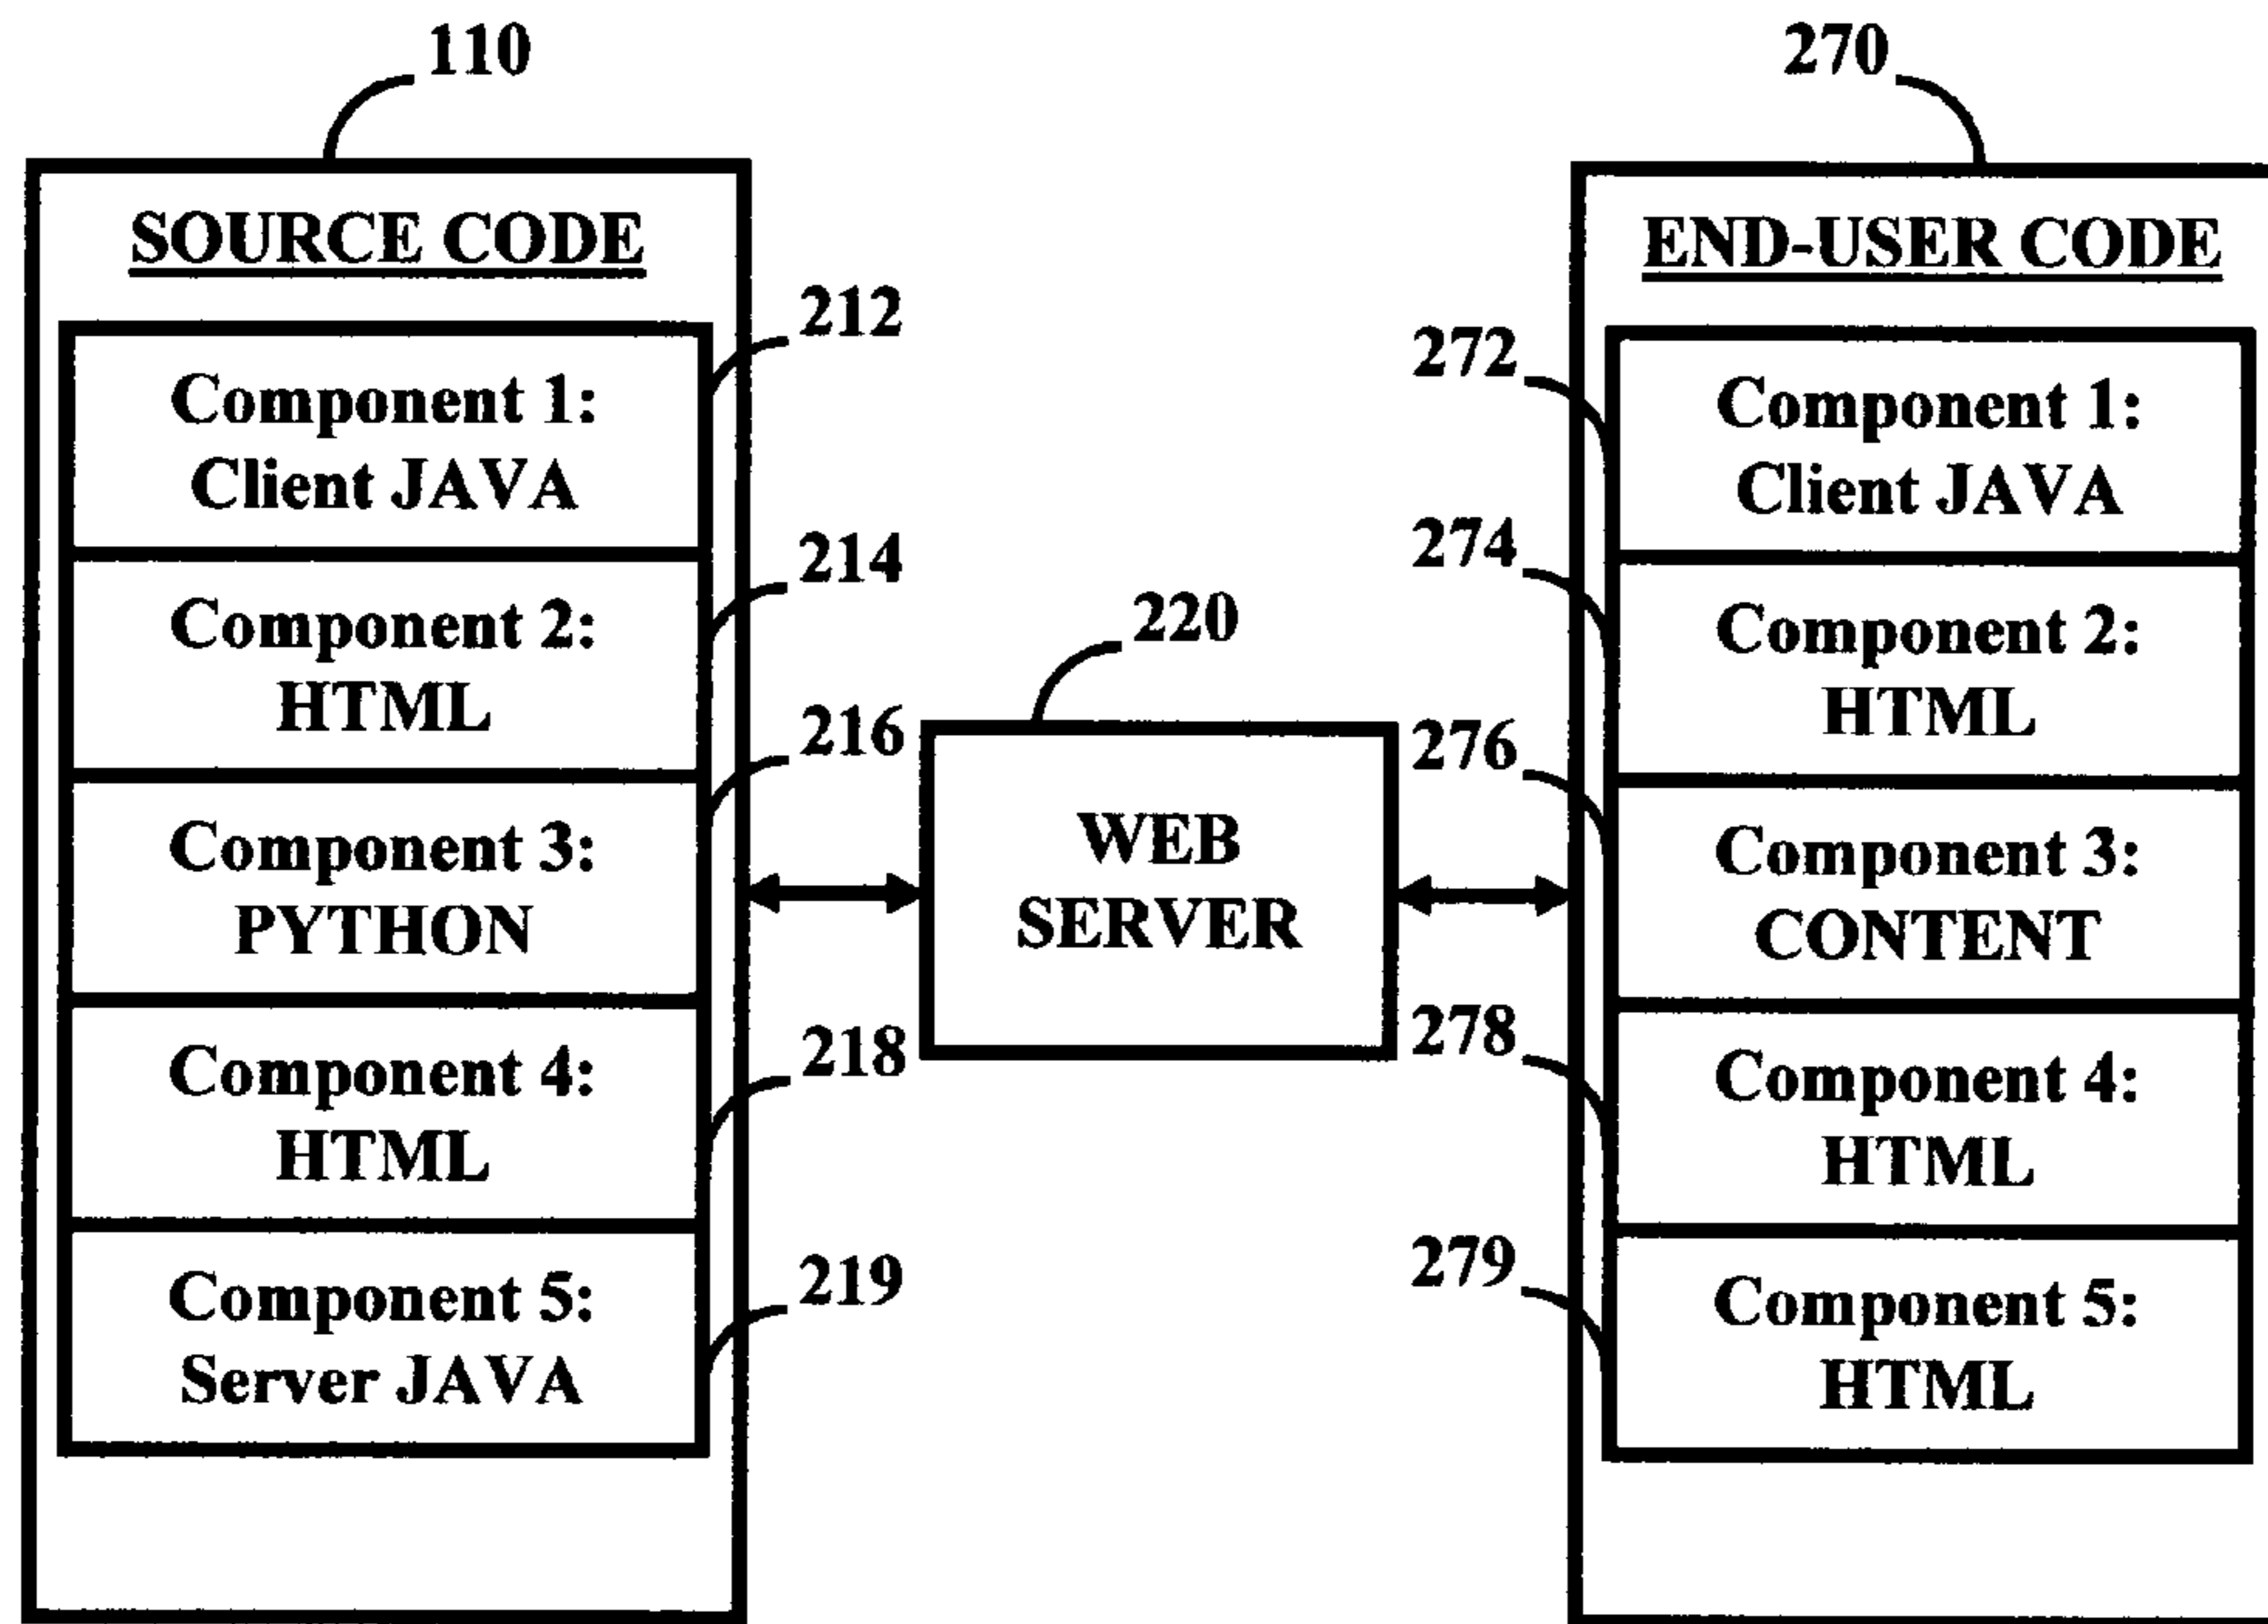 110
SOURCE CODE
Component 1:
Client JAVA
212
Component 2:
HTML
214
Component 3:
PYTHON
216
Component 4:
HTML
218
Component 5:
Server JAVA
219
220
WEB
SERVER
270
END-USER CODE
272
Component 1:
Client JAVA
274
Component 2:
HTML
276
Component 3:
CONTENT
278
Component 4:
HTML
279
Component 5:
HTML